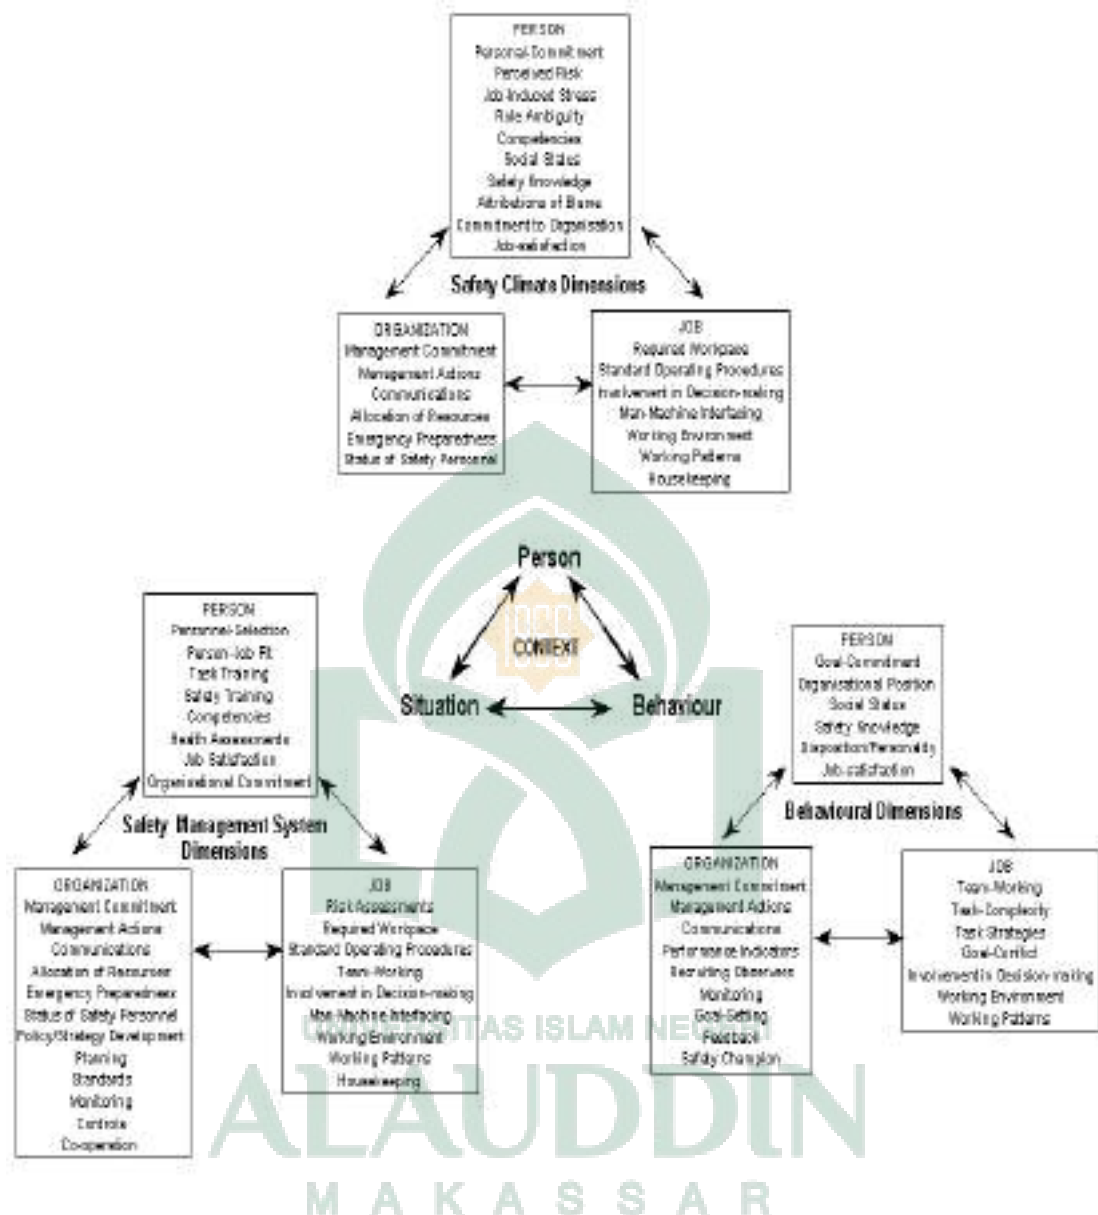 PERSON
Personal-Commitment
Perceived Risk
Job-Induced Stress
Role Ambiguity
Competencies
Social Status
Safety Knowledge
Attributions of Blame
Commitment to Organisation
Job-satisfaction
Safety Climate Dimensions
ORGANIZATION
Management Commitment
Management Actions
Communications
Allocation of Resources
Emergency Preparedness
Status of Safety Personnel
JOB
Required Workpace
Standard Operating Procedures
Involvement in Decision-making
Man-Machine Interfacing
Working Environment
Working Patterns
Housekeeping
Person
CONTEXT
Situation
Behaviour
PERSON
Personnel-Selection
Person-Job Fit
Task Training
Safety Training
Competencies
Health Assessments
Job Satisfaction
Organisational Commitment
Safety Management System
Dimensions
ORGANIZATION
Management Commitment
Management Actions
Communications
Allocation of Resources
Emergency Preparedness
Status of Safety Personnel
Policy/Strategy Development
Planning
Standards
Monitoring
Controls
Co-operation
JOB
Risk Assessments
Required Workpace
Standard Operating Procedures
Team-Working
Involvement in Decision-making
Man-Machine Interfacing
Working Environment
Working Patterns
Housekeeping
PERSON
Goal-Commitment
Organisational Position
Social Status
Safety Knowledge
Disposition/Personality
Job-satisfaction
Behavioural Dimensions
ORGANIZATION
Management Commitment
Management Actions
Communications
Performance Indicators
Recruiting Observers
Monitoring
Goal-Setting
Feedback
Safety Champion
JOB
Team-Working
Task-Complexity
Task Strategies
Goal-Conflict
Involvement in Decision-making
Working Environment
Working Patterns
UNIVERSITAS ISLAM NEGERI
ALAUDDIN
MAKASSAR